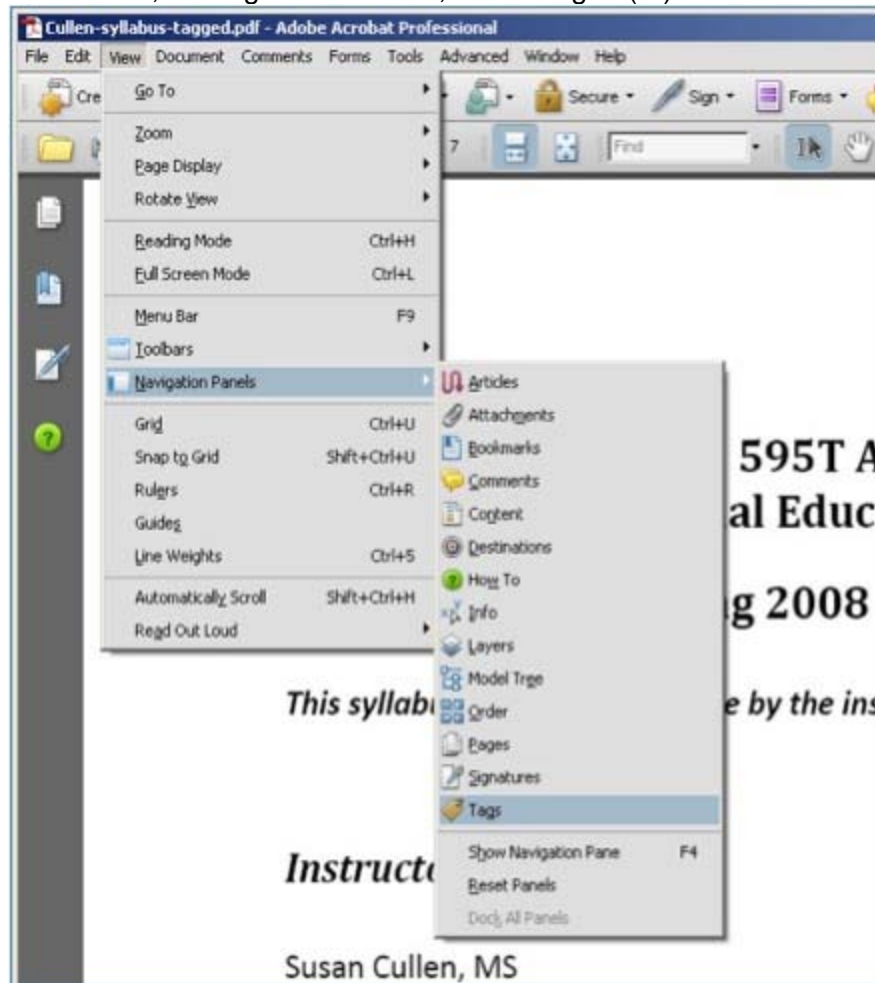 Cullen-syllabus-tagged.pdf - Adobe Acrobat Professional
File Edit View Document Comments Forms Tools Advanced Window Help
Cre Secure Sign Forms
7 Find
Go To
Zoom
Page Display
Rotate View
Reading Mode Ctrl+H
Full Screen Mode Ctrl+L
Menu Bar F9
Toolbars
Navigation Panels
Grid Ctrl+U
Snap to Grid Shift+Ctrl+U
Rulers Ctrl+R
Guides
Line Weights Ctrl+5
Automatically Scroll Shift+Ctrl+H
Read Out Loud
Articles
Attachments
Bookmarks
Comments
Content
Destinations
How To
Info
Layers
Model Tree
Order
Pages
Signatures
Tags
Show Navigation Pane F4
Reset Panels
Dock All Panels
595T A
al Educ
g 2008
This syllab e by the ins
Instructo
Susan Cullen, MS